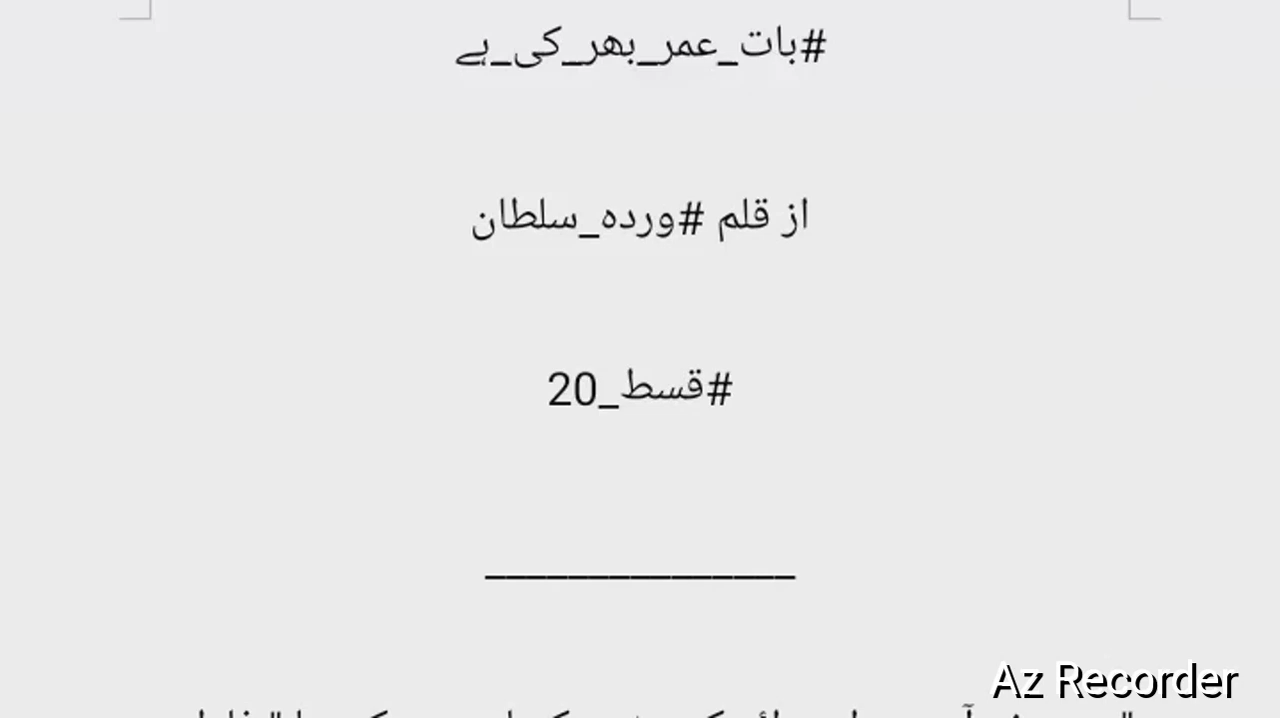 #بات_عمر_بھر_کی_ہے
از قلم #وردہ_سلطان
#قسط_20
_______________
Az Recorder